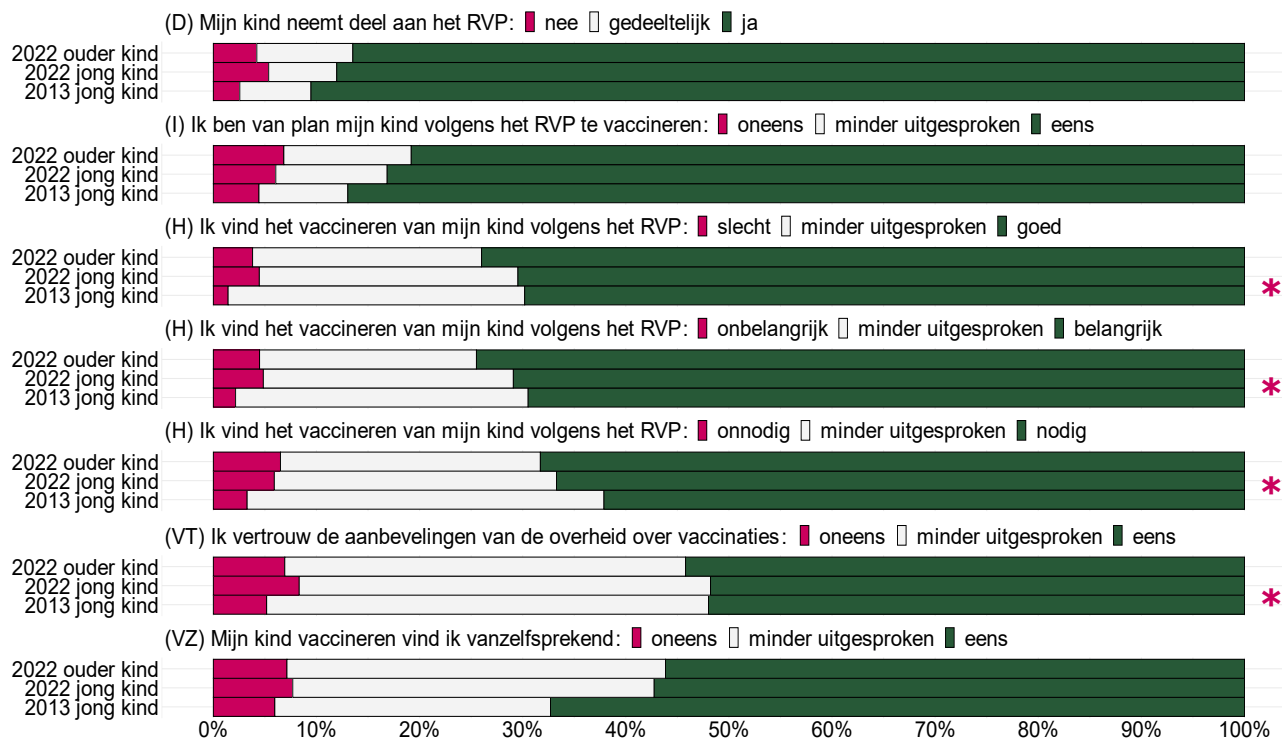 (D) Mijn kind neemt deel aan het RVP: nee gedeeltelijk ja
2022 ouder kind
2022 jong kind
2013 jong kind
(I) Ik ben van plan mijn kind volgens het RVP te vaccineren: oneens minder uitgesproken eens
2022 ouder kind
2022 jong kind
2013 jong kind
(H) Ik vind het vaccineren van mijn kind volgens het RVP: slecht minder uitgesproken goed
2022 ouder kind
2022 jong kind
2013 jong kind *
(H) Ik vind het vaccineren van mijn kind volgens het RVP: onbelangrijk minder uitgesproken belangrijk
2022 ouder kind
2022 jong kind
2013 jong kind *
(H) Ik vind het vaccineren van mijn kind volgens het RVP: onnodig minder uitgesproken nodig
2022 ouder kind
2022 jong kind
2013 jong kind *
(VT) Ik vertrouw de aanbevelingen van de overheid over vaccinaties: oneens minder uitgesproken eens
2022 ouder kind
2022 jong kind
2013 jong kind *
(VZ) Mijn kind vaccineren vind ik vanzelfsprekend: oneens minder uitgesproken eens
2022 ouder kind
2022 jong kind
2013 jong kind
0% 10% 20% 30% 40% 50% 60% 70% 80% 90% 100%